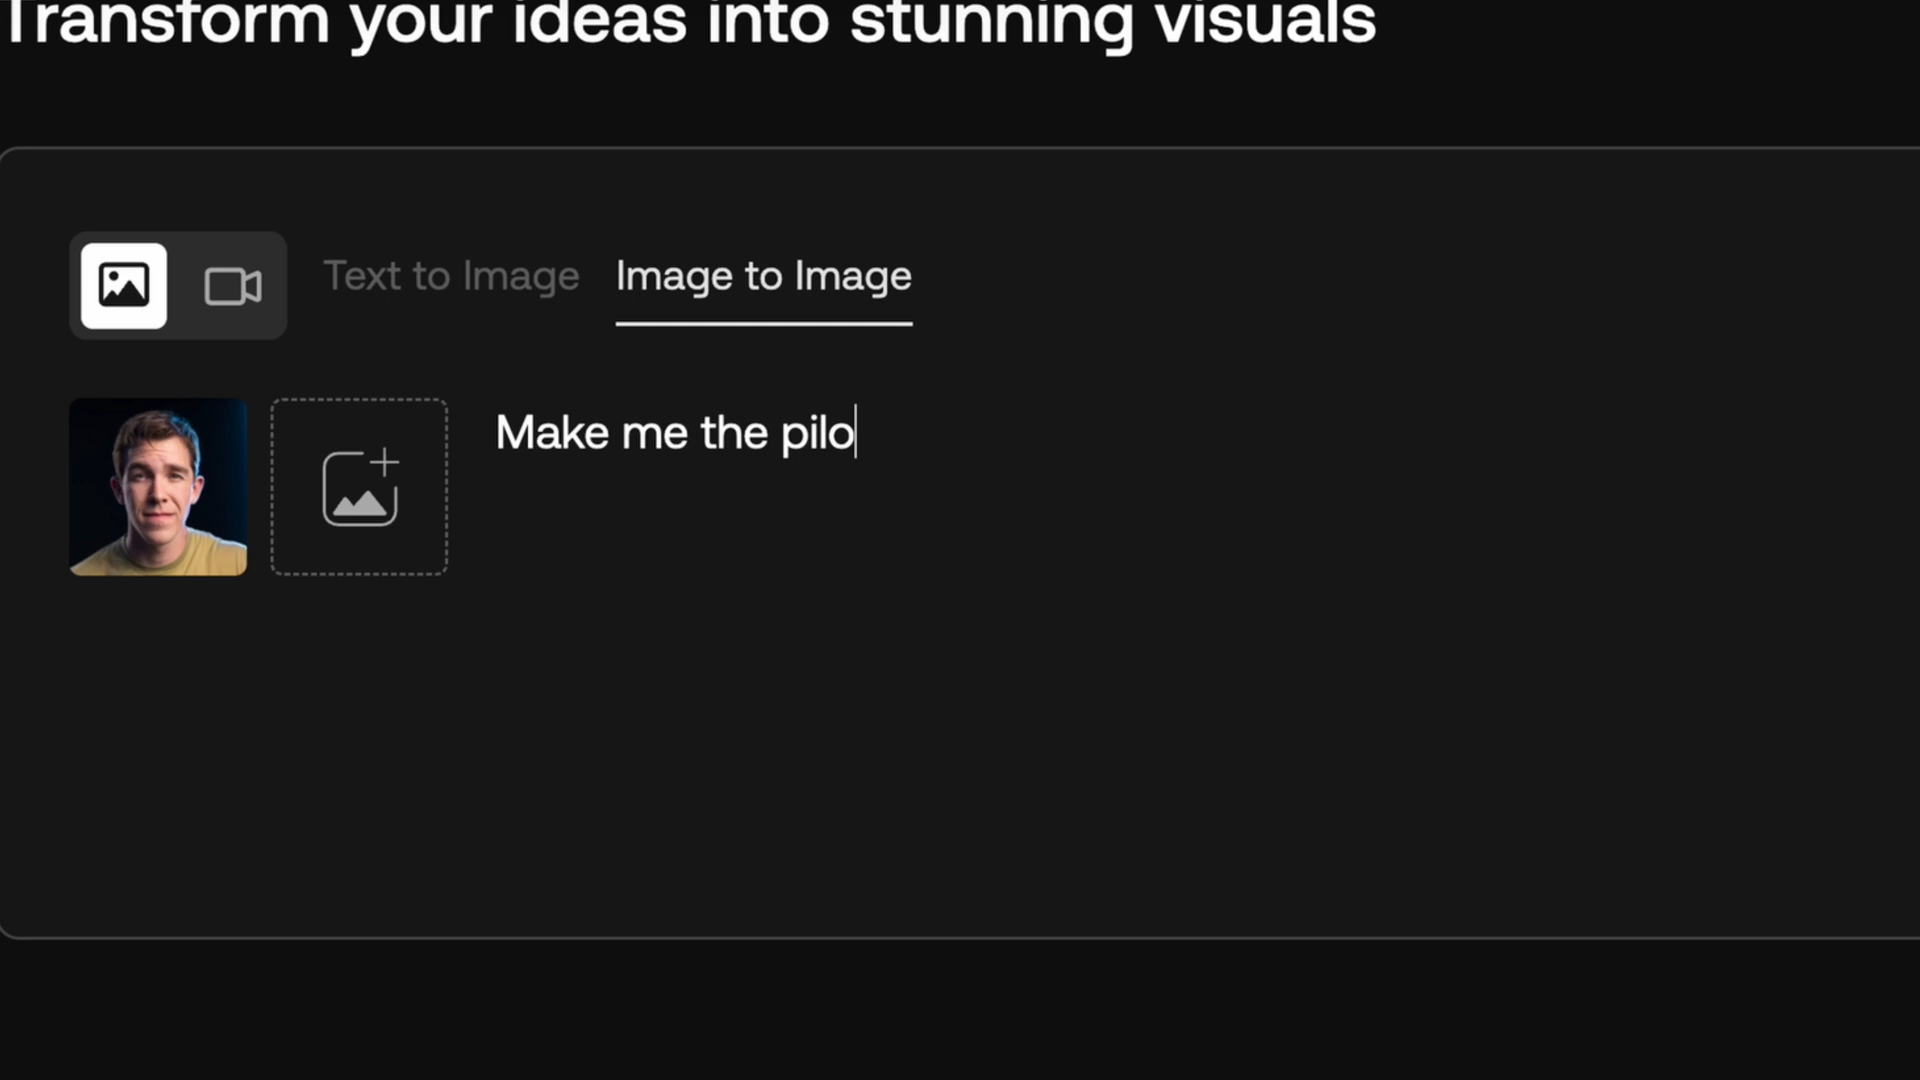 Transform your ideas into stunning visuals
Text to Image Image to Image
Make me the pilo